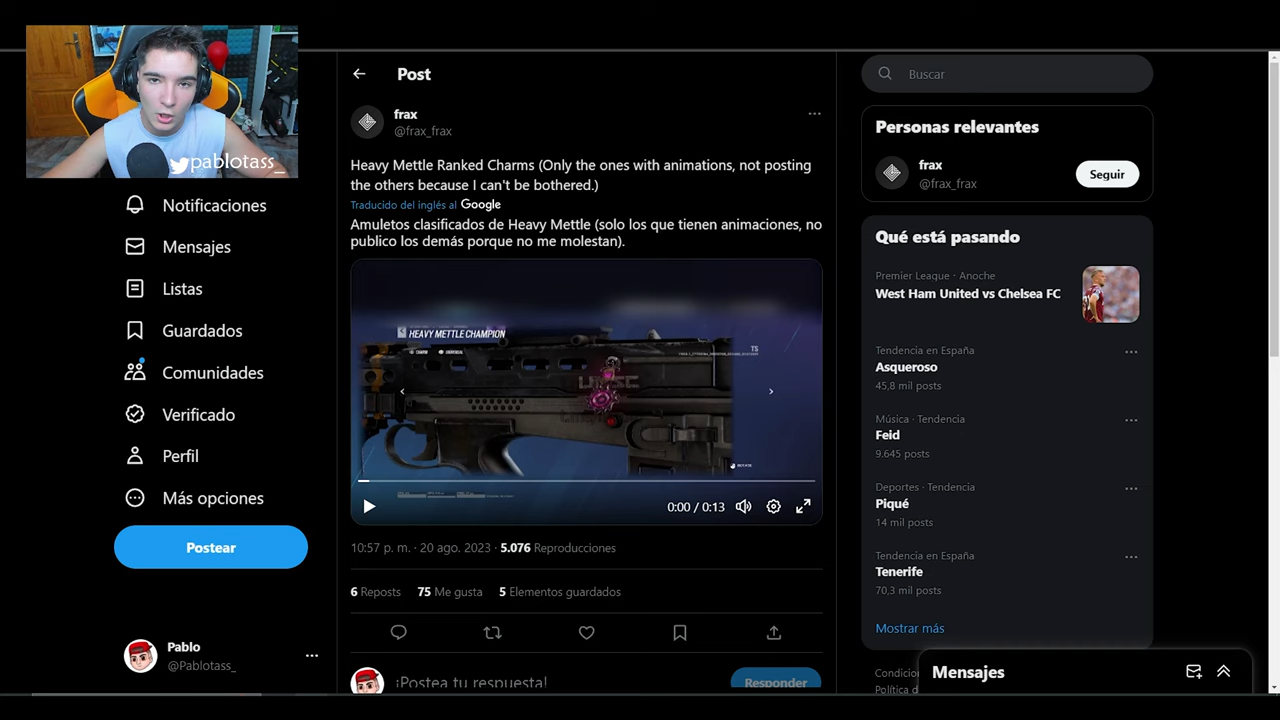 pablotass_
Notificaciones
Mensajes
Listas
Guardados
Comunidades
Verificado
Perfil
Más opciones
Postear
Pablo
@Pablotass_
Post
frax
@frax_frax
Heavy Mettle Ranked Charms (Only the ones with animations, not posting
the others because I can't be bothered.)
Traducido del inglés al Google
Amuletos clasificados de Heavy Mettle (solo los que tienen animaciones, no
publico los demás porque no me molestan).
HEAVY METTLE CHAMPION
CHARM UNIVERSAL
0:00 / 0:13
10:57 p. m. · 20 ago. 2023 · 5.076 Reproducciones
6 Reposts 75 Me gusta 5 Elementos guardados
¡Postea tu respuesta!
Responder
Buscar
Personas relevantes
frax
@frax_frax
Seguir
Qué está pasando
Premier League · Anoche
West Ham United vs Chelsea FC
Tendencia en España
Asqueroso
45,8 mil posts
Música · Tendencia
Feid
9.645 posts
Deportes · Tendencia
Piqué
14 mil posts
Tendencia en España
Tenerife
70,3 mil posts
Mostrar más
Mensajes